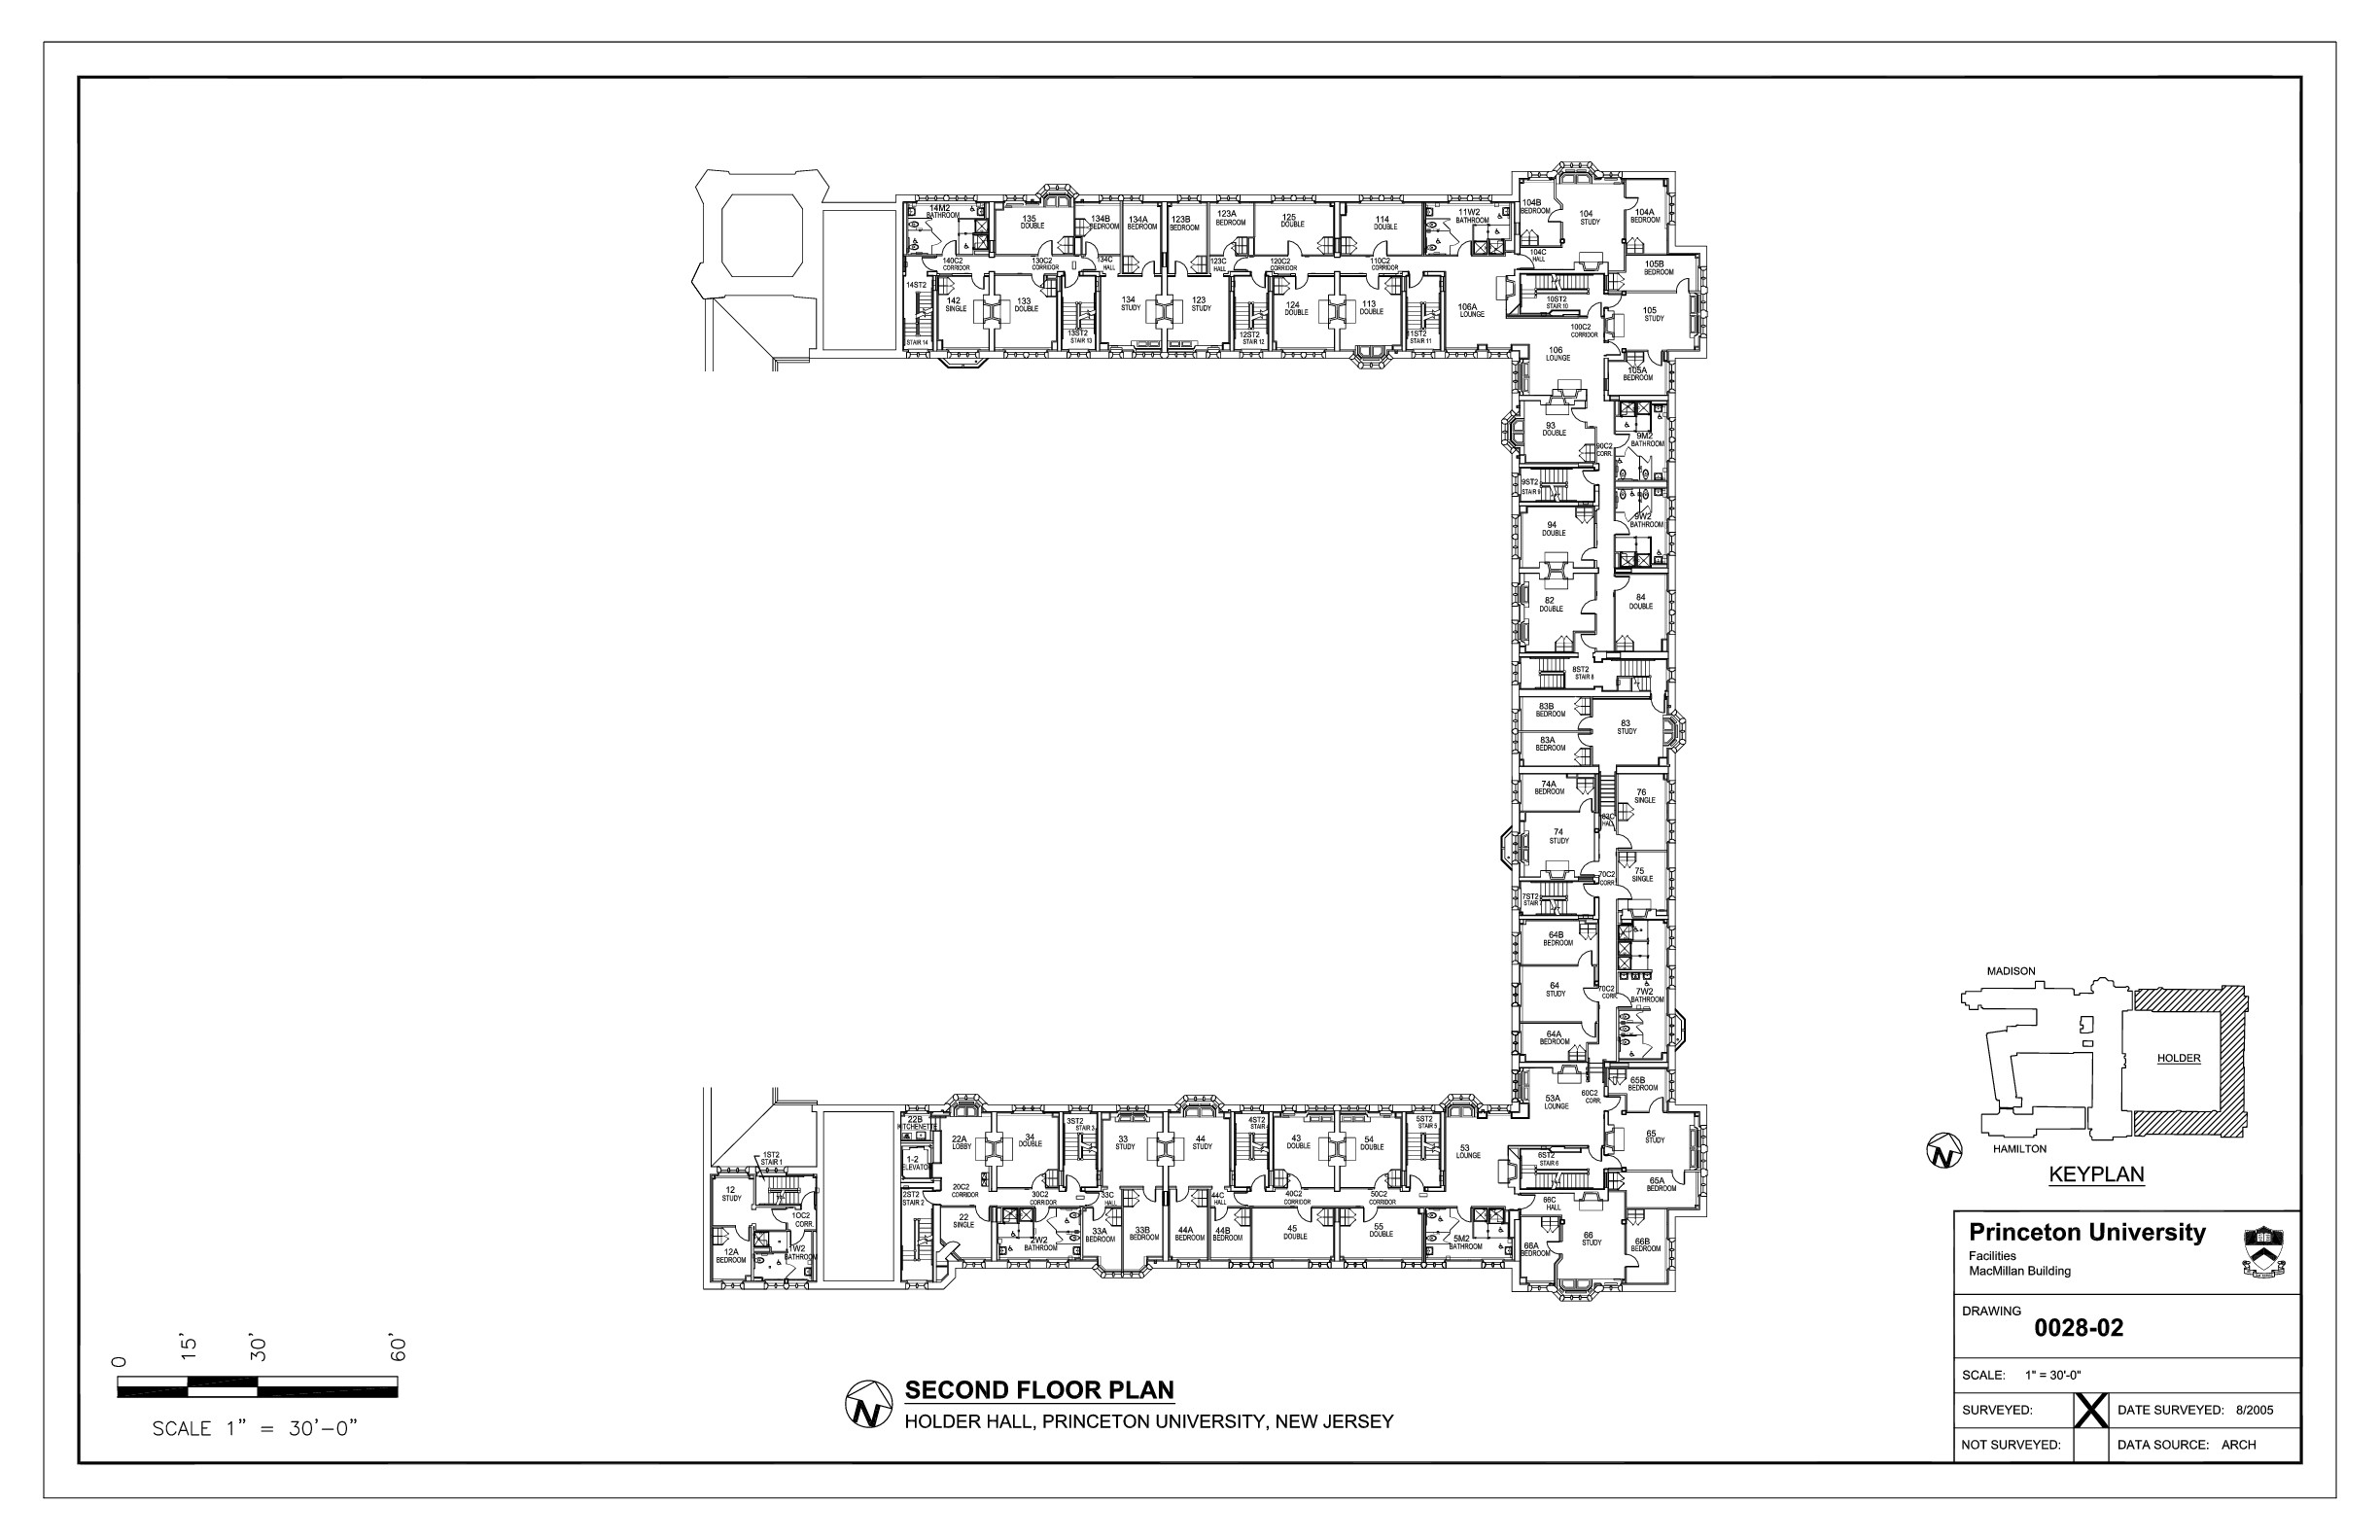 14M2
BATHROOM
135
DOUBLE
134B
BEDROOM
134A
BEDROOM
123B
BEDROOM
123A
BEDROOM
125
DOUBLE
114
DOUBLE
11W2
BATHROOM
104B
BEDROOM
104
STUDY
104A
BEDROOM
140C2
CORRIDOR
130C2
CORRIDOR
134C
HALL
123C
HALL
120C2
CORRIDOR
110C2
CORRIDOR
104C
HALL
105B
BEDROOM
14ST2
STAIR 14
142
SINGLE
133
DOUBLE
13ST2
STAIR 13
134
STUDY
123
STUDY
12ST2
STAIR 12
124
DOUBLE
113
DOUBLE
11ST2
STAIR 11
106A
LOUNGE
10ST2
STAIR 10
100C2
CORRIDOR
105
STUDY
106
LOUNGE
105A
BEDROOM
93
DOUBLE
90C2
CORR.
9M2
BATHROOM
9ST2
STAIR 9
9W2
BATHROOM
94
DOUBLE
82
DOUBLE
84
DOUBLE
8ST2
STAIR 8
83B
BEDROOM
83
STUDY
83A
BEDROOM
74A
BEDROOM
76
SINGLE
HALL
74
STUDY
75
SINGLE
70C2
CORR.
7ST2
STAIR
64B
BEDROOM
64
STUDY
70C2
CORR.
7W2
BATHROOM
64A
BEDROOM
53A
LOUNGE
60C2
CORR.
65B
BEDROOM
65
STUDY
65A
BEDROOM
6ST2
STAIR 6
66C
HALL
66A
BEDROOM
66
STUDY
66B
BEDROOM
22B
KITCHENETTE
22A
LOBBY
34
DOUBLE
3ST2
STAIR 3
33
STUDY
44
STUDY
4ST2
STAIR
43
DOUBLE
54
DOUBLE
5ST2
STAIR 5
53
LOUNGE
1-2
ELEVATOR
2ST2
STAIR 2
20C2
CORRIDOR
30C2
CORRIDOR
33C
HALL
44C
HALL
40C2
CORRIDOR
50C2
CORRIDOR
22
SINGLE
2W2
BATHROOM
33A
BEDROOM
33B
BEDROOM
44A
BEDROOM
44B
BEDROOM
45
DOUBLE
55
DOUBLE
5M2
BATHROOM
1ST2
STAIR 1
12
STUDY
1OC2
CORR.
12A
BEDROOM
1W2
BATHROOM
0 15' 30' 60'
SCALE 1" = 30'-0"
N
SECOND FLOOR PLAN
HOLDER HALL, PRINCETON UNIVERSITY, NEW JERSEY
MADISON
HOLDER
HAMILTON
N
KEYPLAN
Princeton University
Facilities
MacMillan Building
DRAWING
0028-02
SCALE: 1" = 30'-0"
SURVEYED: X DATE SURVEYED: 8/2005
NOT SURVEYED: DATA SOURCE: ARCH